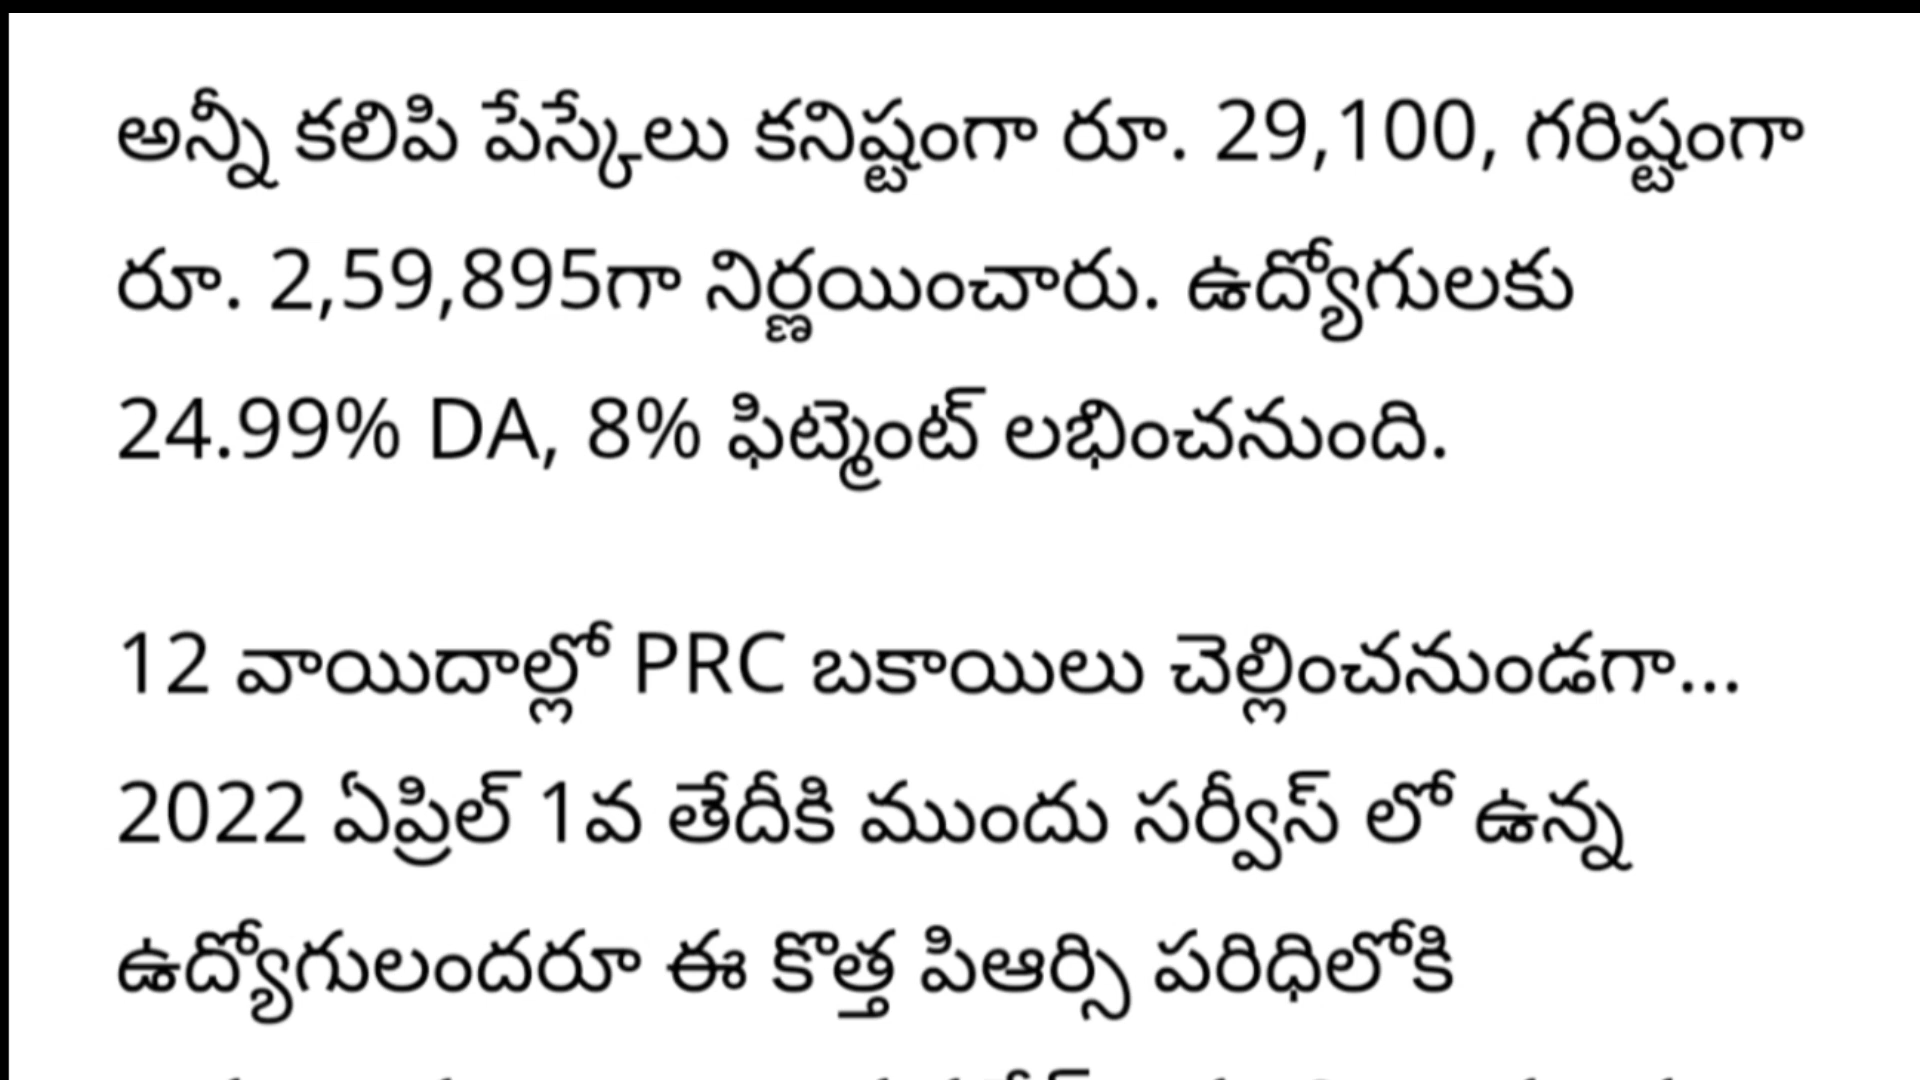 అన్నీ కలిపి పేస్కేలు కనిష్టంగా రూ. 29,100, గరిష్టంగా
రూ. 2,59,895గా నిర్ణయించారు. ఉద్యోగులకు
24.99% DA, 8% ఫిట్మెంట్ లభించనుంది.
12 వాయిదాల్లో PRC బకాయిలు చెల్లించనుండగా...
2022 ఏప్రిల్ 1వ తేదీకి ముందు సర్వీస్ లో ఉన్న
ఉద్యోగులందరూ ఈ కొత్త పిఆర్సి పరిధిలోకి